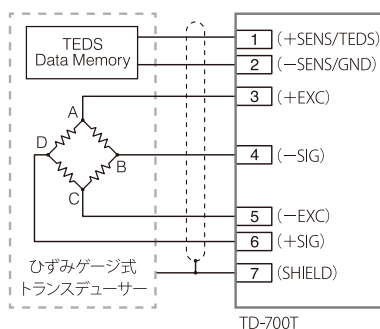 TEDS
Data Memory
1 (+SENS/TEDS)
2 (−SENS/GND)
3 (+EXC)
A
D
B
4 (−SIG)
C
5 (−EXC)
6 (+SIG)
7 (SHIELD)
ひずみゲージ式
トランスデューサー
TD-700T